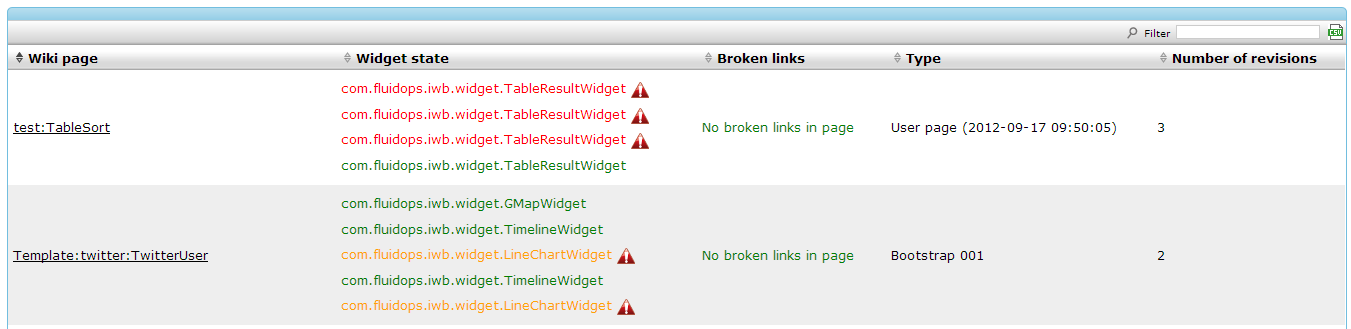 Filter
CSV
Wiki page Widget state Broken links Type Number of revisions
com.fluidops.iwb.widget.TableResultWidget
com.fluidops.iwb.widget.TableResultWidget
test:TableSort No broken links in page User page (2012-09-17 09:50:05) 3
com.fluidops.iwb.widget.TableResultWidget
com.fluidops.iwb.widget.TableResultWidget
com.fluidops.iwb.widget.GMapWidget
com.fluidops.iwb.widget.TimelineWidget
Template:twitter:TwitterUser com.fluidops.iwb.widget.LineChartWidget No broken links in page Bootstrap 001 2
com.fluidops.iwb.widget.TimelineWidget
com.fluidops.iwb.widget.LineChartWidget